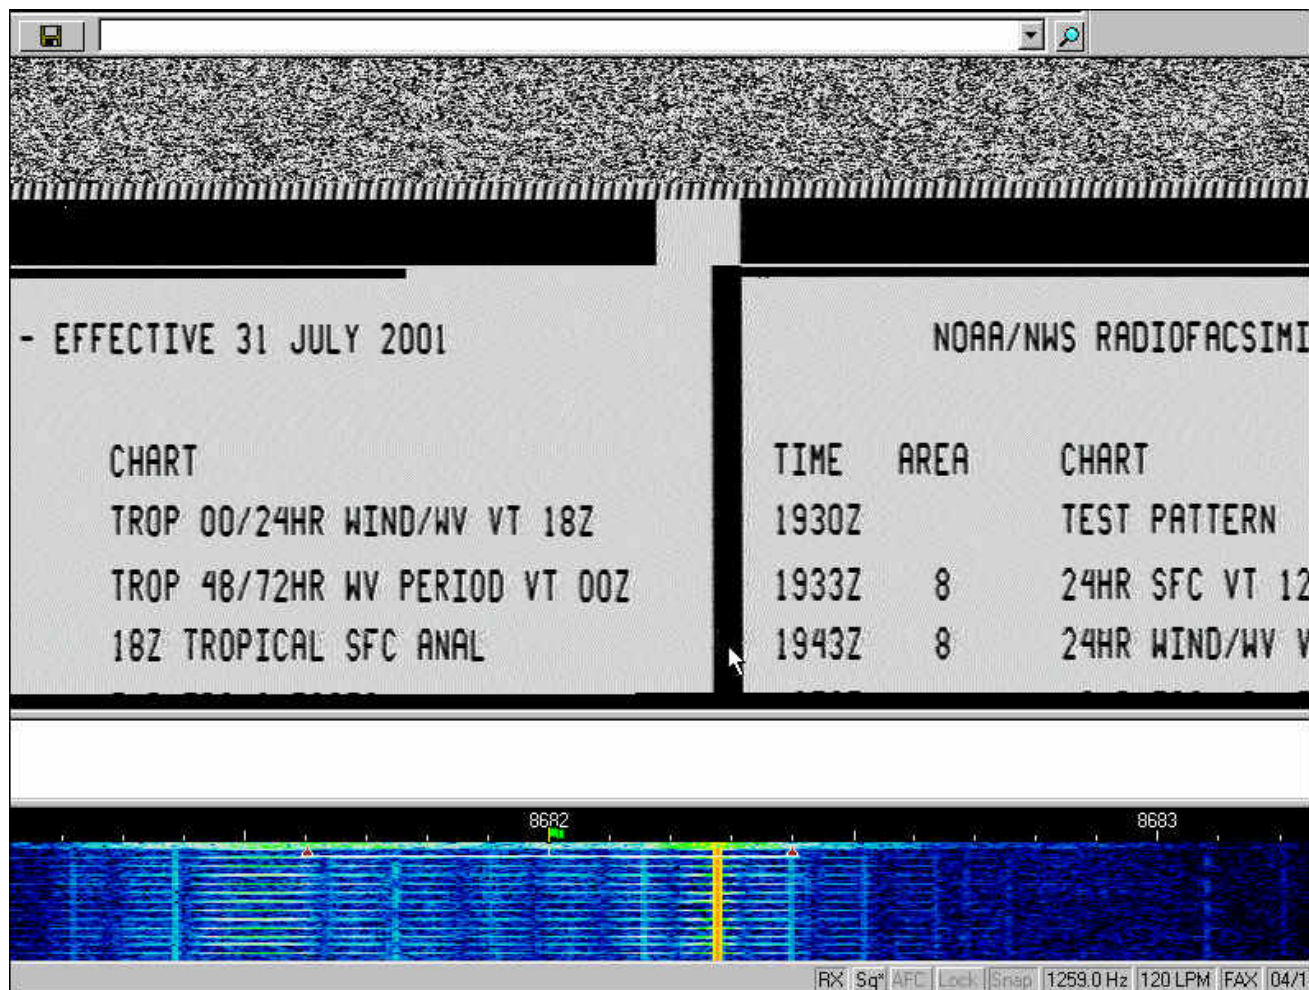 - EFFECTIVE 31 JULY 2001
NOAA/NWS RADIOFACSIMI
CHART
TROP 00/24HR WIND/WV VT 18Z
TROP 48/72HR WV PERIOD VT 00Z
18Z TROPICAL SFC ANAL
TIME AREA CHART
1930Z TEST PATTERN
1933Z 8 24HR SFC VT 12
1943Z 8 24HR WIND/WV V
8682 8683
RX Sq* AFC Lock Snap 1259.0 Hz 120 LPM FAX 04/1